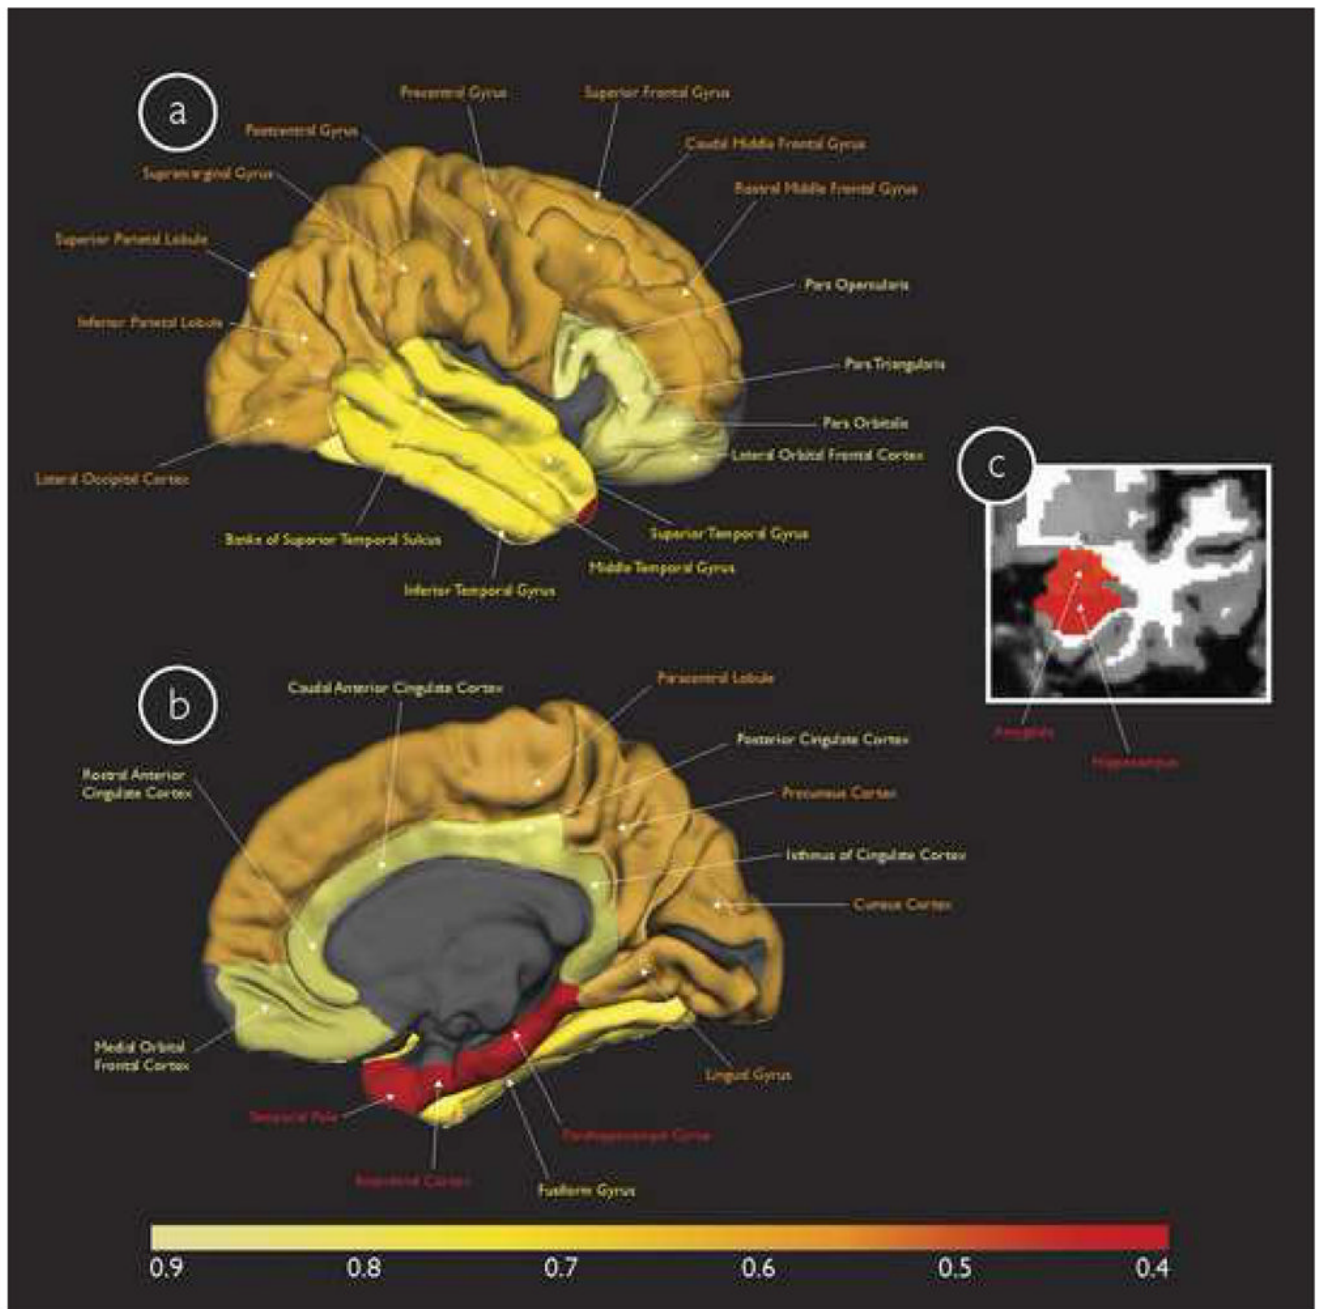 a
Precentral Gyrus
Superior Frontal Gyrus
Postcentral Gyrus
Caudal Middle Frontal Gyrus
Supramarginal Gyrus
Rostral Middle Frontal Gyrus
Superior Parietal Lobule
Pars Opercularis
Inferior Parietal Lobule
Pars Triangularis
Pars Orbitalis
Lateral Orbital Frontal Cortex
Lateral Occipital Cortex
Banks of Superior Temporal Sulcus
Superior Temporal Gyrus
Middle Temporal Gyrus
Inferior Temporal Gyrus
c
Amygdala
Hippocampus
b
Caudal Anterior Cingulate Cortex
Paracentral Lobule
Posterior Cingulate Cortex
Rostral Anterior
Cingulate Cortex
Precuneus Cortex
Isthmus of Cingulate Cortex
Cuneus Cortex
Medial Orbital
Frontal Cortex
Lingual Gyrus
Temporal Pole
Parahippocampal Gyrus
Entorhinal Cortex
Fusiform Gyrus
0.9 0.8 0.7 0.6 0.5 0.4